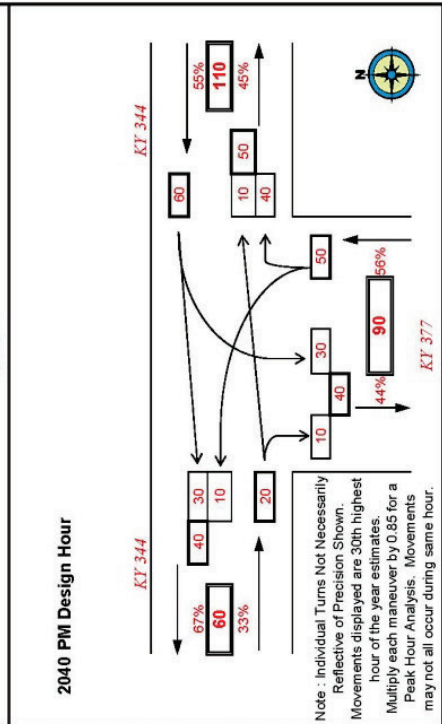 2040 PM Design Hour
KY 344
KY 344
67%
60
33%
40
30
10
20
60
10
40
50
55%
110
45%
10
40
30
50
44%
90
56%
KY 377
N
Note : Individual Turns Not Necessarily
Reflective of Precision Shown.
Movements displayed are 30th highest
hour of the year estimates.
Multiply each maneuver by 0.85 for a
Peak Hour Analysis. Movements
may not all occur during same hour.